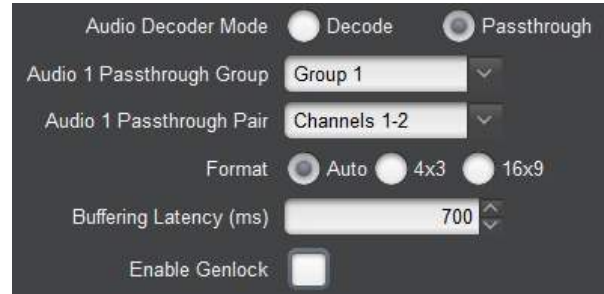 Audio Decoder Mode Decode Passthrough
Audio 1 Passthrough Group Group 1
Audio 1 Passthrough Pair Channels 1-2
Format Auto 4x3 16x9
Buffering Latency (ms) 700
Enable Genlock